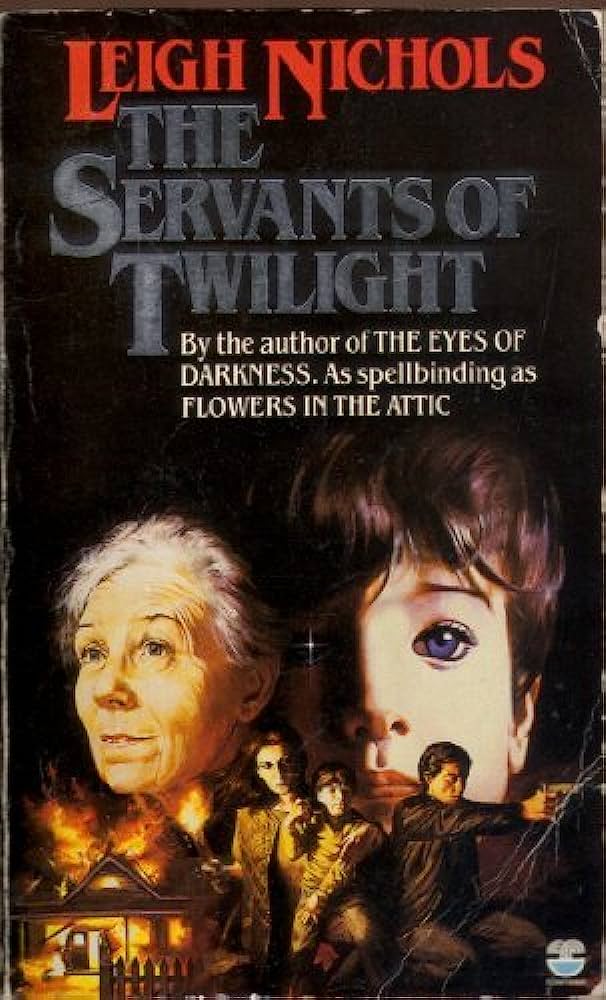 LEIGH NICHOLS
THE
SERVANTS OF
TWILIGHT
By the author of THE EYES OF
DARKNESS. As spellbinding as
FLOWERS IN THE ATTIC